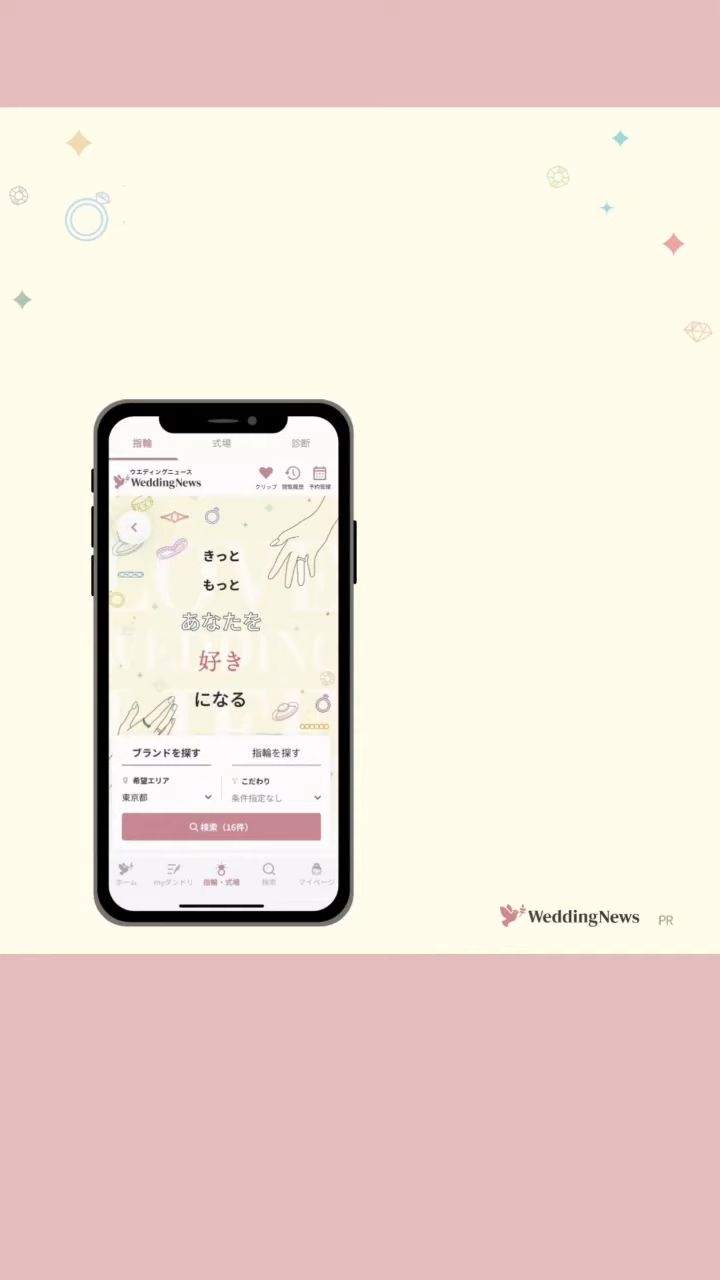 指輪 式場 診断
ウエディングニュース
WeddingNews
クリップ 閲覧履歴 予約管理
きっと
もっと
あなたを
好き
になる
ブランドを探す 指輪を探す
希望エリア こだわり
東京都 条件指定なし
検索（16件）
ホーム myダンドリ 指輪・式場 検索 マイページ
WeddingNews PR